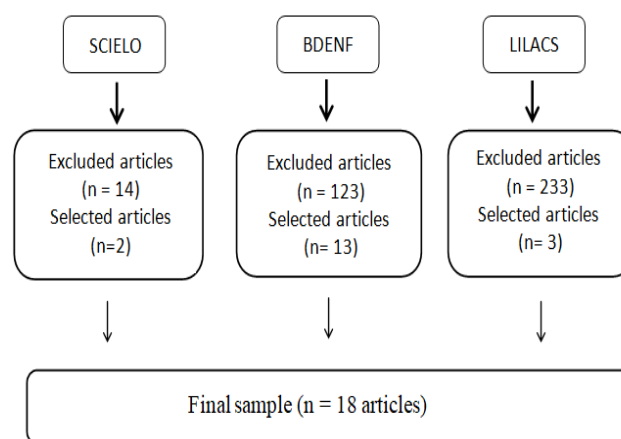 SCIELO
BDENF
LILACS
Excluded articles
(n = 14)
Selected articles
(n=2)
Excluded articles
(n = 123)
Selected articles
(n= 13)
Excluded articles
(n = 233)
Selected articles
(n= 3)
Final sample (n = 18 articles)